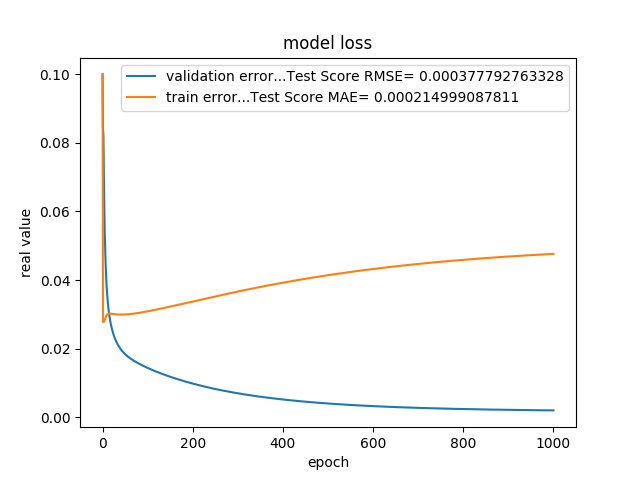 model loss
validation error...Test Score RMSE= 0.000377792763328
train error...Test Score MAE= 0.000214999087811
0.10
0.08
0.06
0.04
0.02
0.00
real value
0 200 400 600 800 1000
epoch